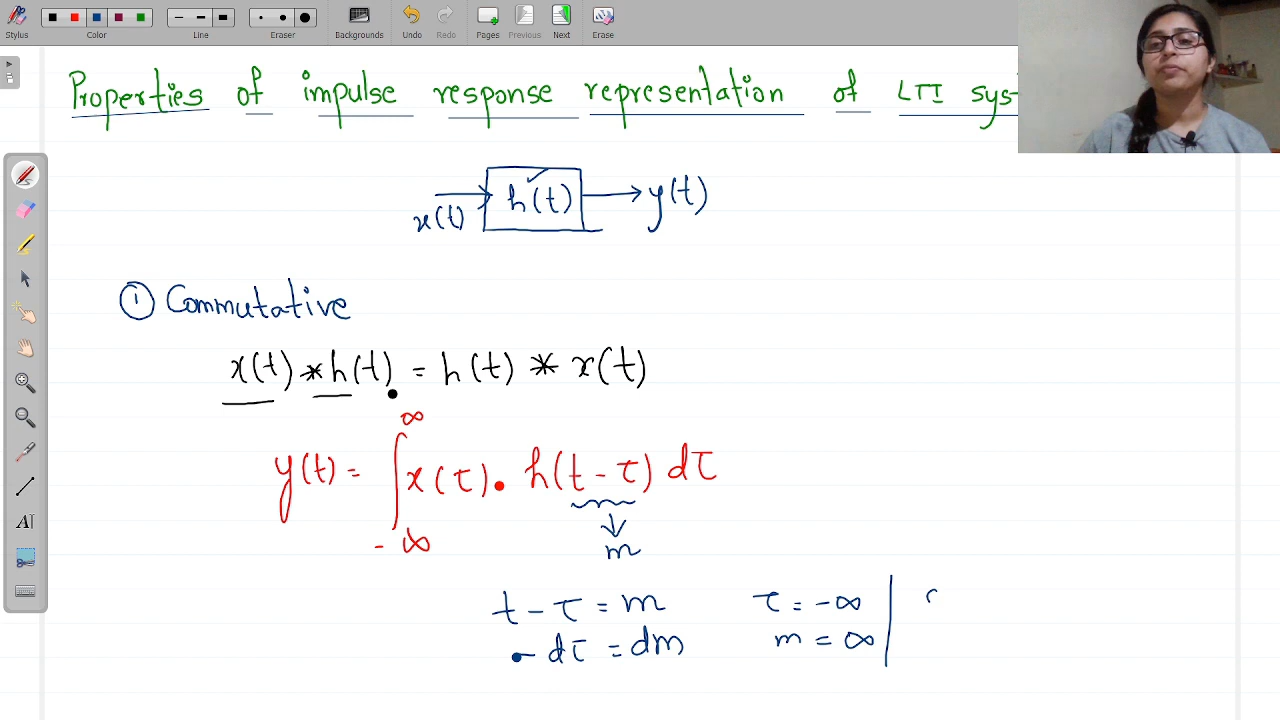 Stylus Color Line Eraser Backgrounds Undo Redo Pages Previous Next Erase
Properties of impulse response representation of LTI sys
x(t) h(t) y(t)
① Commutative
x(t) * h(t) = h(t) * x(t)
y(t) = ∫_{-∞}^{∞} x(τ). h(t-τ) dτ
m
t - τ = m
- dτ = dm
τ = -∞
m = ∞
AI